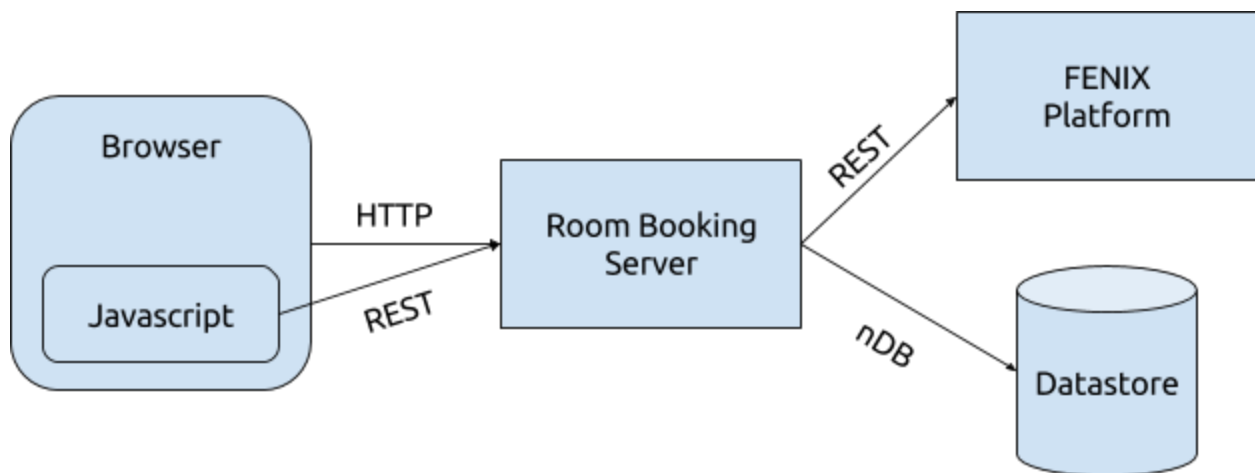 Browser
Javascript
HTTP
REST
Room Booking
Server
REST
nDB
FENIX
Platform
Datastore